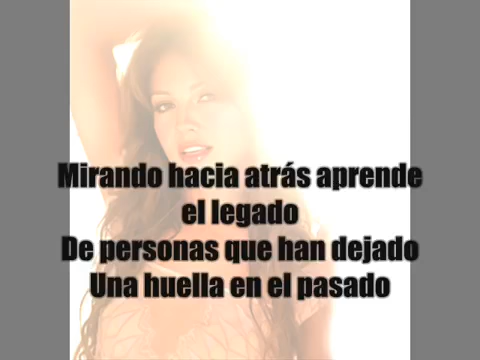 Mirando hacia atrás aprende
el legado
De personas que han dejado
Una huella en el pasado